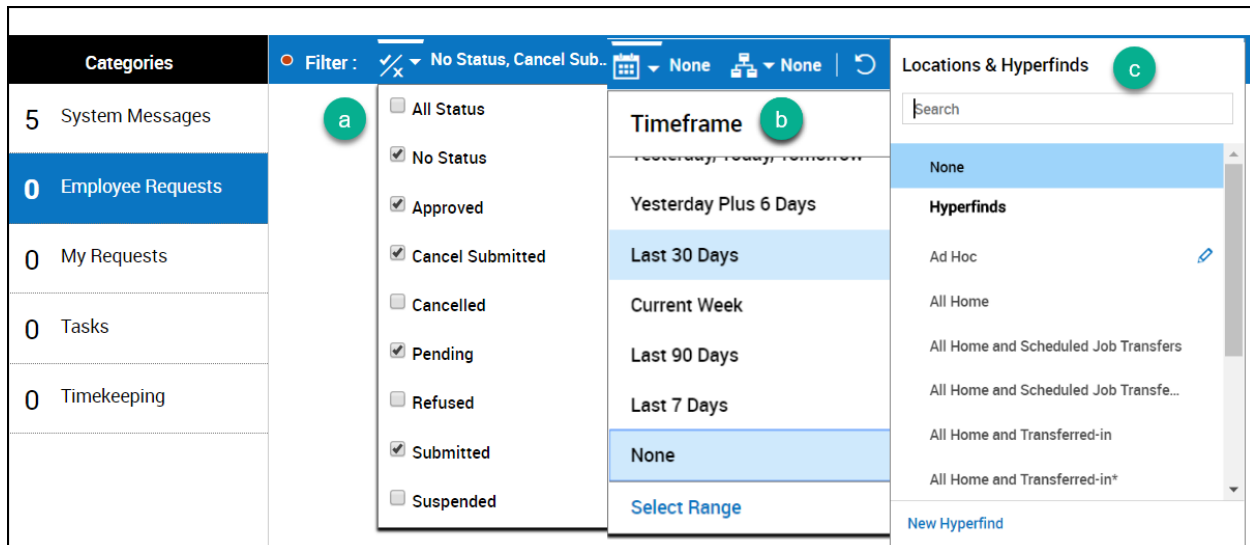 Categories
5 System Messages
0 Employee Requests
0 My Requests
0 Tasks
0 Timekeeping
Filter :
No Status, Cancel Sub..
None
None
a
All Status
No Status
Approved
Cancel Submitted
Cancelled
Pending
Refused
Submitted
Suspended
Timeframe
b
Yesterday, Today, Tomorrow
Yesterday Plus 6 Days
Last 30 Days
Current Week
Last 90 Days
Last 7 Days
None
Select Range
Locations & Hyperfinds
c
Search
None
Hyperfinds
Ad Hoc
All Home
All Home and Scheduled Job Transfers
All Home and Scheduled Job Transfe...
All Home and Transferred-in
All Home and Transferred-in*
New Hyperfind